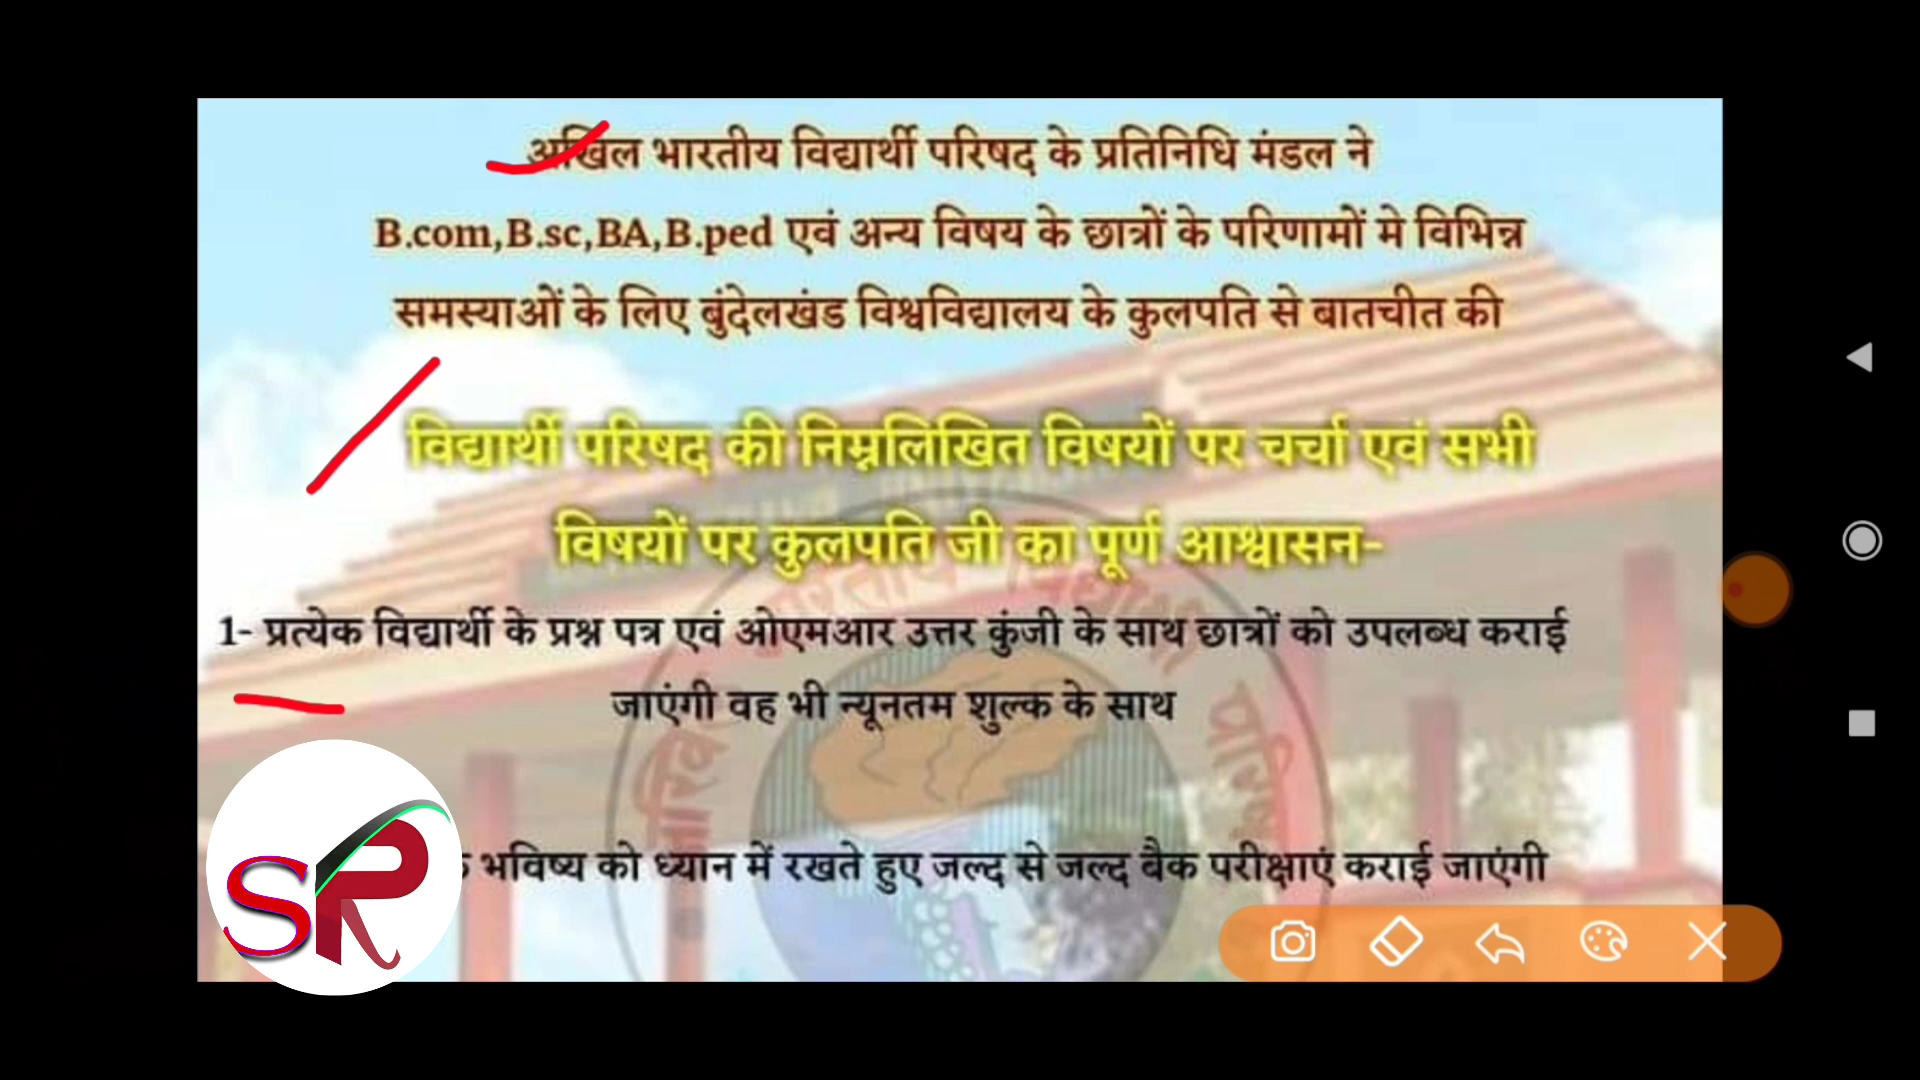 अखिल भारतीय विद्यार्थी परिषद के प्रतिनिधि मंडल ने
B.com,B.sc,BA,B.ped एवं अन्य विषय के छात्रों के परिणामों मे विभिन्न
समस्याओं के लिए बुंदेलखंड विश्वविद्यालय के कुलपति से बातचीत की
विद्यार्थी परिषद की निम्नलिखित विषयों पर चर्चा एवं सभी
विषयों पर कुलपति जी का पूर्ण आश्वासन-
1- प्रत्येक विद्यार्थी के प्रश्न पत्र एवं ओएमआर उत्तर कुंजी के साथ छात्रों को उपलब्ध कराई
जाएंगी वह भी न्यूनतम शुल्क के साथ
भविष्य को ध्यान में रखते हुए जल्द से जल्द बैक परीक्षाएं कराई जाएंगी
SR